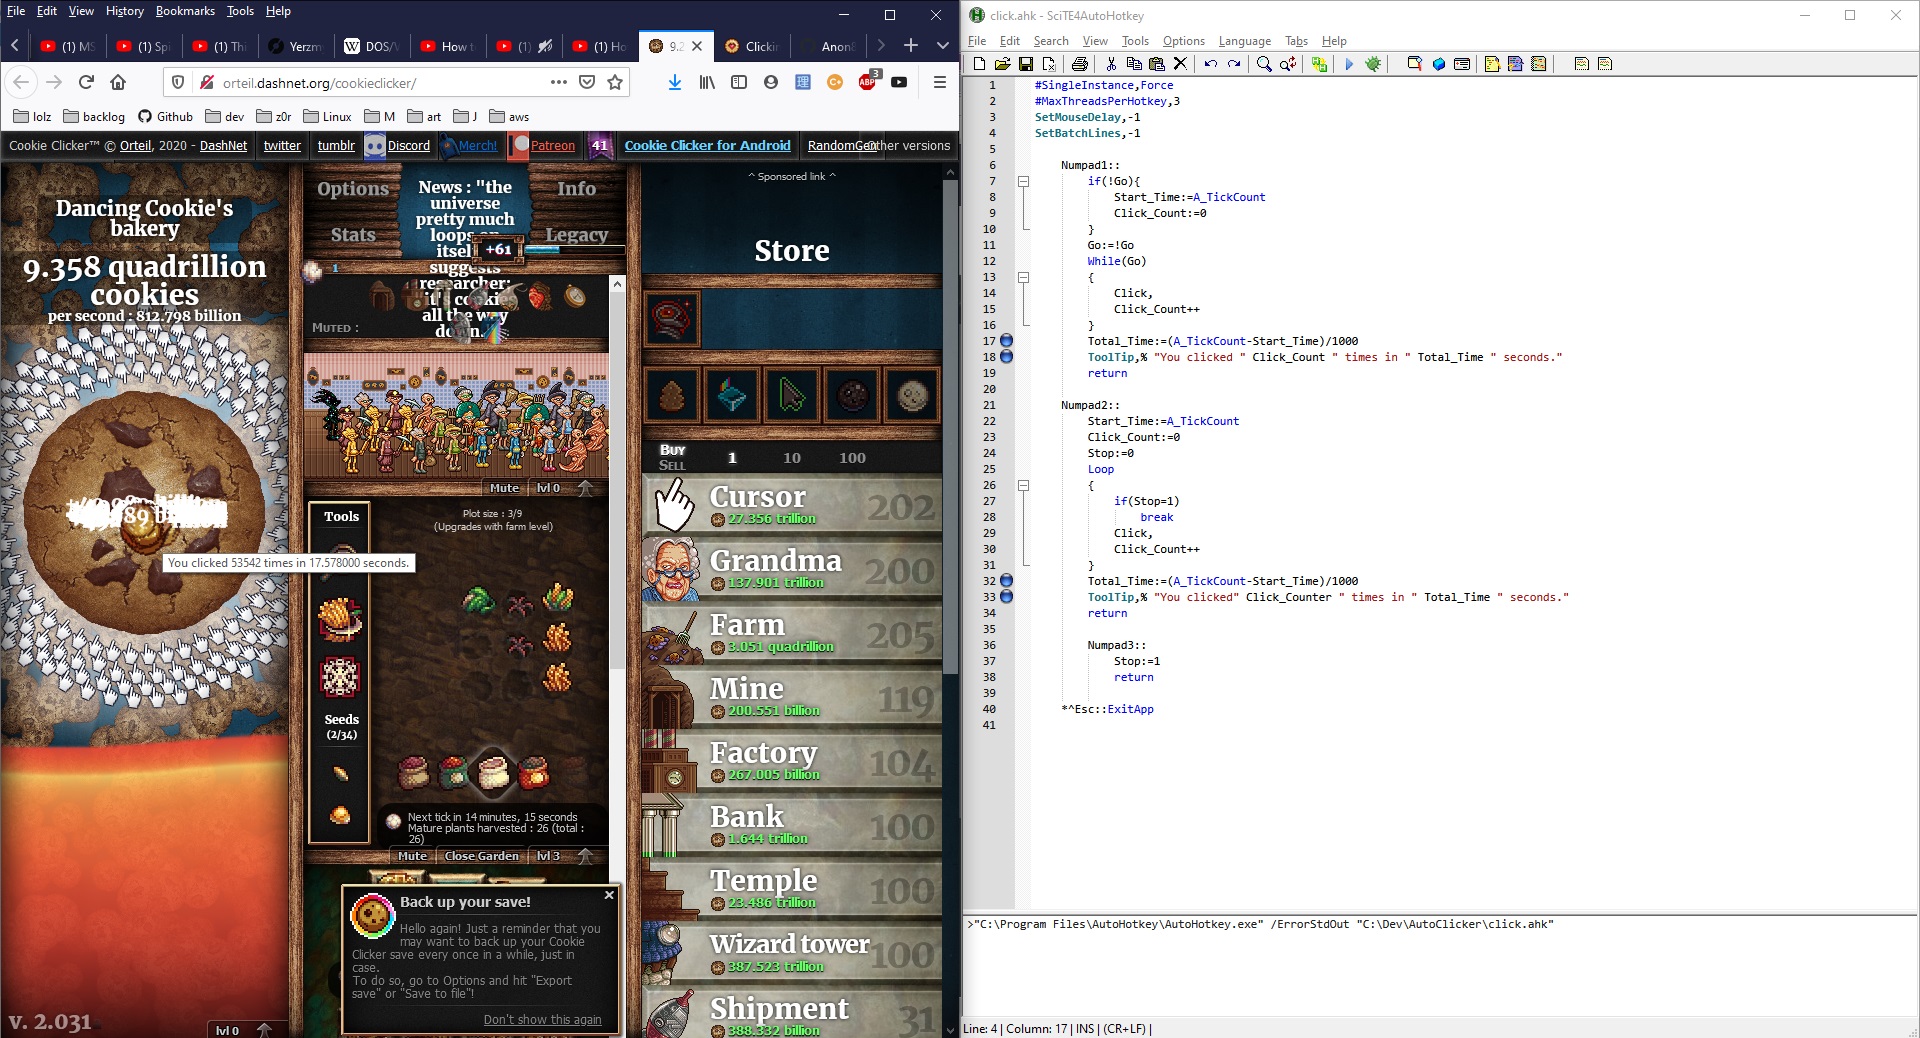 File Edit View History Bookmarks Tools Help
(1) MS (1) Spi (1) Thi Yerzm DOS/V How t (1) (1) Ho 9.2 Clickin Anon
orteil.dashnet.org/cookieclicker/
ABP 3
lolz backlog Github dev z0r Linux M art J aws
Cookie Clicker™ © Orteil, 2020 - DashNet twitter tumblr Discord Merch! Patreon 41 Cookie Clicker for Android RandomGen Other versions
Dancing Cookie's
bakery
9.358 quadrillion
cookies
per second : 812.798 billion
You clicked 53542 times in 17.578000 seconds.
v. 2.031
lvl 0
Options
Stats
News : "the
universe
pretty much
loops on
itself,
suggests
researcher;
it's cookies
all the way
down."
Info
Legacy
+61
1
Muted :
Mute lvl 0
Tools
Plot size : 3/9
(Upgrades with farm level)
Seeds
(2/34)
Next tick in 14 minutes, 15 seconds
Mature plants harvested : 26 (total :
26)
Mute Close Garden lvl 3
Back up your save!
Hello again! Just a reminder that you
may want to back up your Cookie
Clicker save every once in a while, just in
case.
To do so, go to Options and hit "Export
save" or "Save to file"!
Don't show this again
^ Sponsored link ^
Store
Buy
Sell
1 10 100
Cursor 202
27.356 trillion
Grandma 200
137.901 trillion
Farm 205
3.051 quadrillion
Mine 119
200.551 billion
Factory 104
267.005 billion
Bank 100
1.644 trillion
Temple 100
23.486 trillion
Wizard tower 100
387.523 trillion
Shipment 31
388.332 billion
click.ahk - SciTE4AutoHotkey
File Edit Search View Tools Options Language Tabs Help
1 #SingleInstance,Force
2 #MaxThreadsPerHotkey,3
3 SetMouseDelay,-1
4 SetBatchLines,-1
5
6 Numpad1::
7 if(!Go){
8 Start_Time:=A_TickCount
9 Click_Count:=0
10 }
11 Go:=!Go
12 While(Go)
13 {
14 Click,
15 Click_Count++
16 }
17 Total_Time:=(A_TickCount-Start_Time)/1000
18 ToolTip,% "You clicked " Click_Count " times in " Total_Time " seconds."
19 return
20
21 Numpad2::
22 Start_Time:=A_TickCount
23 Click_Count:=0
24 Stop:=0
25 Loop
26 {
27 if(Stop=1)
28 break
29 Click,
30 Click_Count++
31 }
32 Total_Time:=(A_TickCount-Start_Time)/1000
33 ToolTip,% "You clicked" Click_Counter " times in " Total_Time " seconds."
34 return
35
36 Numpad3::
37 Stop:=1
38 return
39
40 *^Esc::ExitApp
41
>"C:\Program Files\AutoHotkey\AutoHotkey.exe" /ErrorStdOut "C:\Dev\AutoClicker\click.ahk"
Line: 4 | Column: 17 | INS | (CR+LF) |